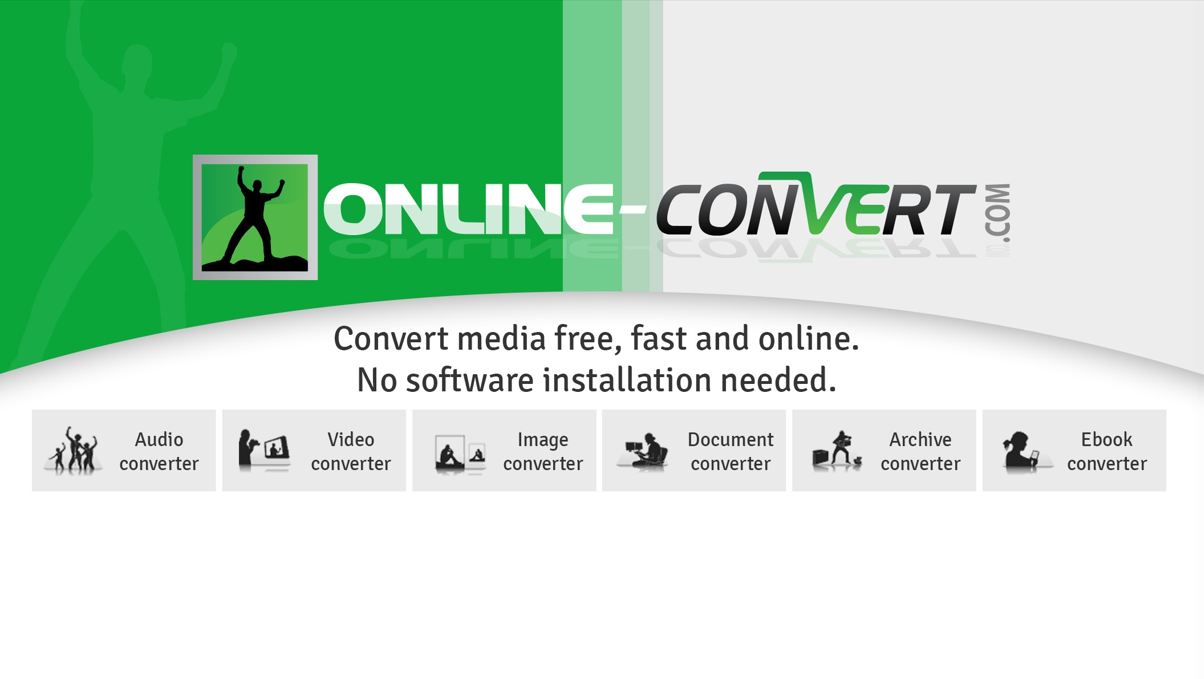 ONLINE-CONVERT.COM
Convert media free, fast and online.
No software installation needed.
Audio
converter
Video
converter
Image
converter
Document
converter
Archive
converter
Ebook
converter